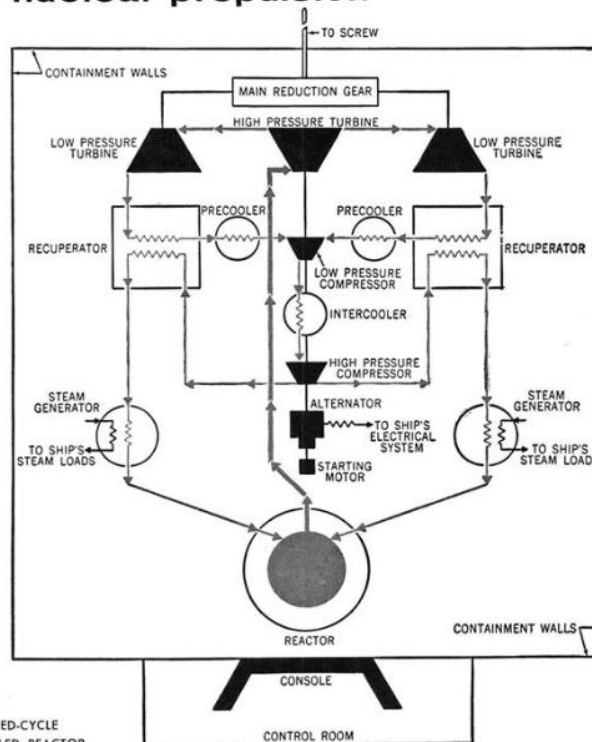 nuclear propulsion
TO SCREW
CONTAINMENT WALLS
MAIN REDUCTION GEAR
HIGH PRESSURE TURBINE
LOW PRESSURE
TURBINE
LOW PRESSURE
TURBINE
PRECOOLER
PRECOOLER
RECUPERATOR
RECUPERATOR
LOW PRESSURE
COMPRESSOR
INTERCOOLER
HIGH PRESSURE
COMPRESSOR
STEAM
GENERATOR
STEAM
GENERATOR
ALTERNATOR
TO SHIP'S
ELECTRICAL
SYSTEM
TO SHIP'S
STEAM LOADS
TO SHIP'S
STEAM LOAD
STARTING
MOTOR
REACTOR
CONTAINMENT WALLS
CONSOLE
CONTROL ROOM
ED-CYCLE